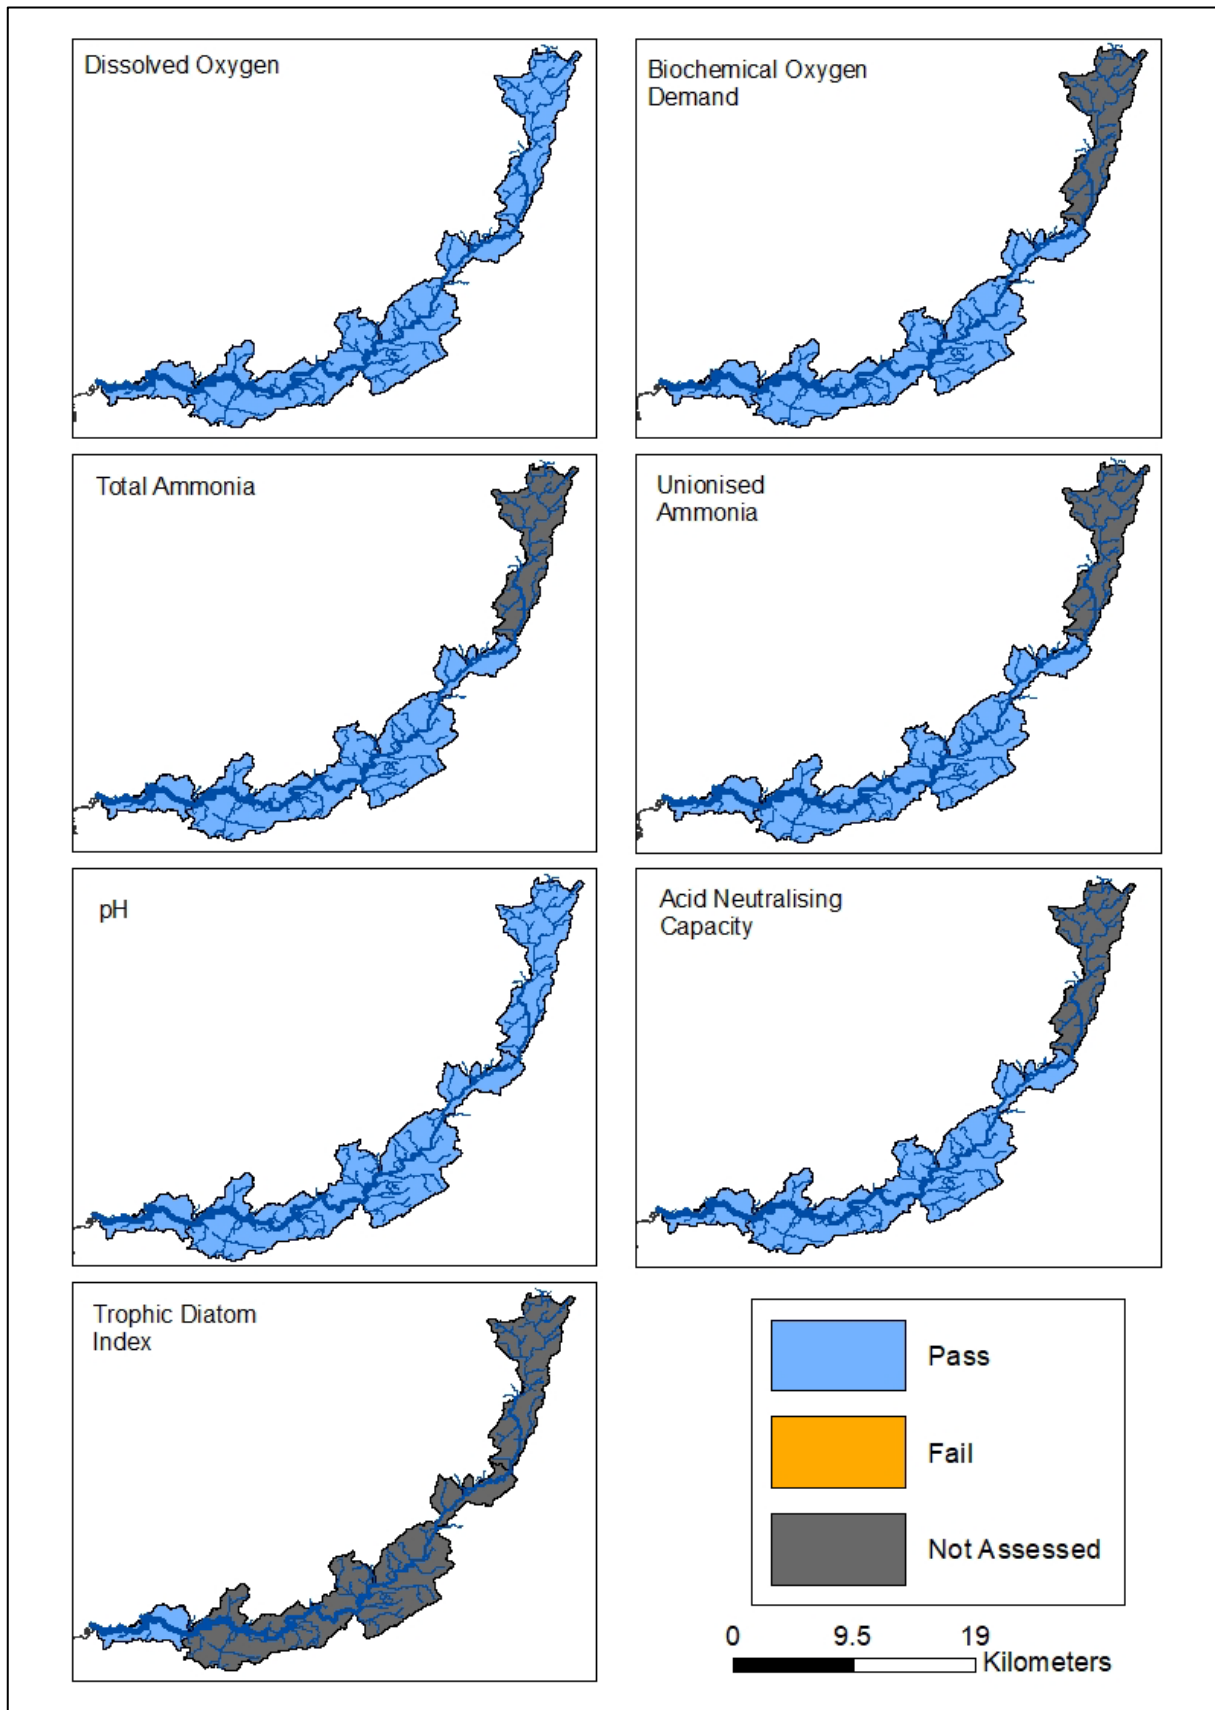 Dissolved Oxygen
Biochemical Oxygen
Demand
Total Ammonia
Unionised
Ammonia
pH
Acid Neutralising
Capacity
Trophic Diatom
Index
Pass
Fail
Not Assessed
0 9.5 19
Kilometers